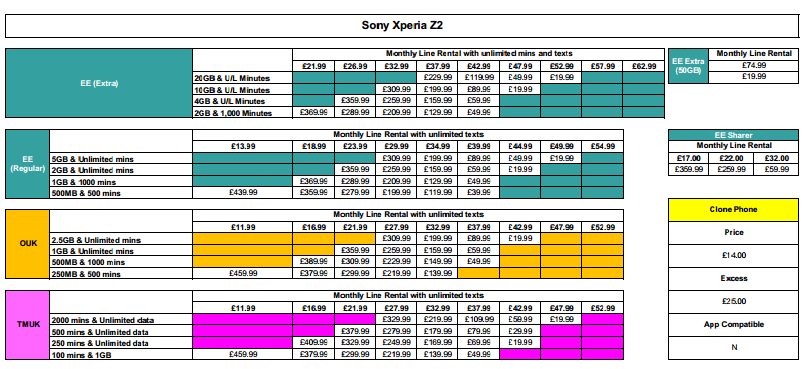 Sony Xperia Z2
EE (Extra)
Monthly Line Rental with unlimited mins and texts
£21.99 £26.99 £32.99 £37.99 £42.99 £47.99 £52.99 £57.99 £62.99
20GB & U/L Minutes £229.99 £119.99 £49.99 £19.99
10GB & U/L Minutes £309.99 £199.99 £89.99 £19.99
4GB & U/L Minutes £359.99 £259.99 £159.99 £59.99
2GB & 1,000 Minutes £369.99 £289.99 £209.99 £129.99 £49.99
EE Extra (50GB)
Monthly Line Rental
£74.99
£19.99
EE (Regular)
Monthly Line Rental with unlimited texts
£13.99 £18.99 £23.99 £29.99 £34.99 £39.99 £44.99 £49.99 £54.99
5GB & Unlimited mins £309.99 £199.99 £89.99 £49.99 £19.99
2GB & Unlimited mins £359.99 £259.99 £159.99 £59.99 £19.99
1GB & 1000 mins £369.99 £289.99 £209.99 £129.99 £49.99
500MB & 500 mins £439.99 £359.99 £279.99 £199.99 £119.99 £39.99
EE Sharer
Monthly Line Rental
£17.00 £22.00 £32.00
£359.99 £259.99 £59.99
OUK
Monthly Line Rental with unlimited texts
£11.99 £16.99 £21.99 £27.99 £32.99 £37.99 £42.99 £47.99 £52.99
2.5GB & Unlimited mins £309.99 £199.99 £89.99 £19.99
1GB & Unlimited mins £359.99 £259.99 £159.99 £59.99
500MB & 1000 mins £389.99 £309.99 £229.99 £149.99 £49.99
250MB & 500 mins £459.99 £379.99 £299.99 £219.99 £139.99
Clone Phone
Price
£14.00
Excess
£25.00
App Compatible
N
TMUK
Monthly Line Rental with unlimited texts
£11.99 £16.99 £21.99 £27.99 £32.99 £37.99 £42.99 £47.99 £52.99
2000 mins & Unlimited data £329.99 £219.99 £109.99 £59.99 £19.99
500 mins & Unlimited data £379.99 £279.99 £179.99 £79.99 £29.99
250 mins & Unlimited data £409.99 £329.99 £249.99 £169.99 £69.99 £19.99
100 mins & 1GB £459.99 £379.99 £299.99 £219.99 £139.99 £49.99